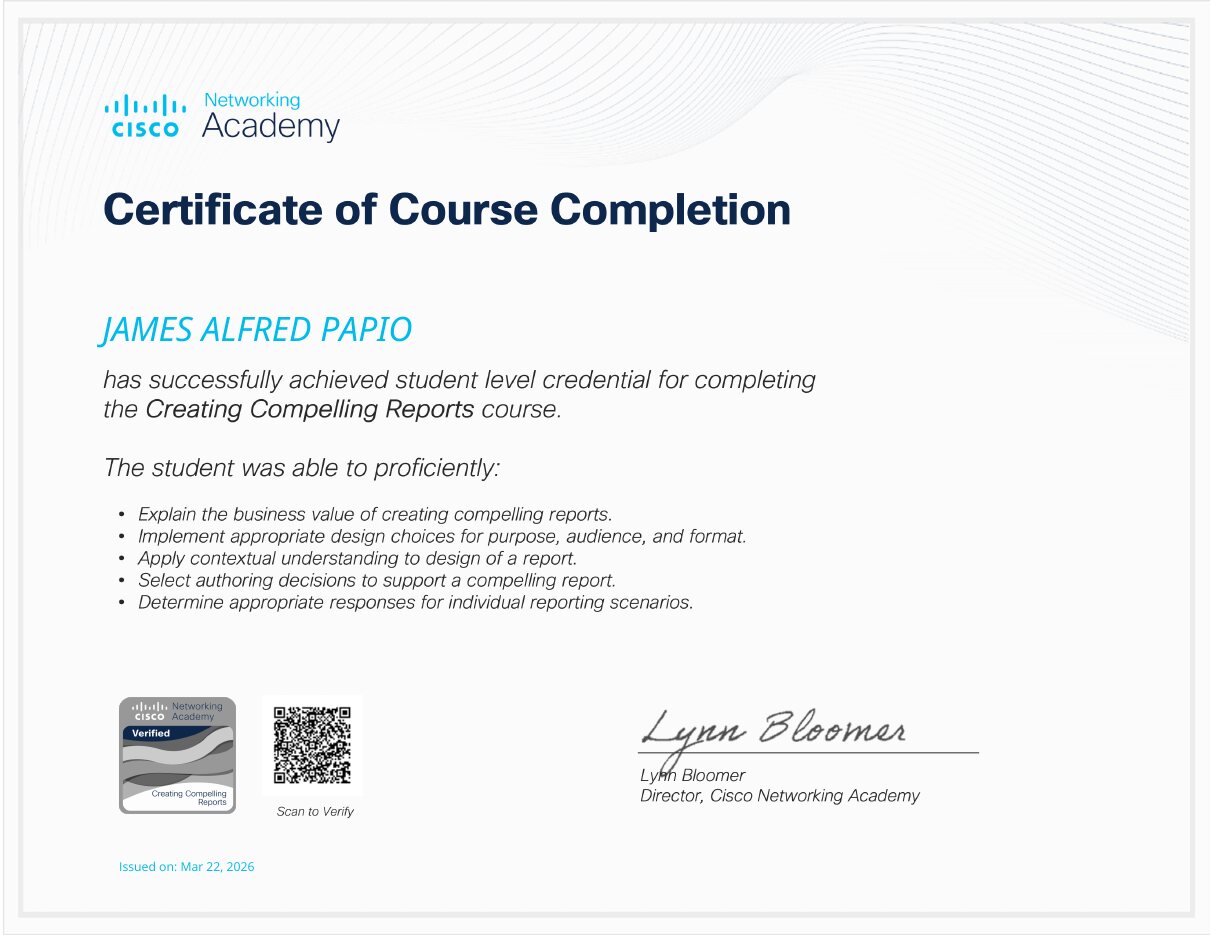 Networking
CISCO Academy
Certificate of Course Completion
JAMES ALFRED PAPIO
has successfully achieved student level credential for completing
the Creating Compelling Reports course.
The student was able to proficiently:
• Explain the business value of creating compelling reports.
• Implement appropriate design choices for purpose, audience, and format.
• Apply contextual understanding to design of a report.
• Select authoring decisions to support a compelling report.
• Determine appropriate responses for individual reporting scenarios.
Networking
CISCO Academy
Verified
Creating Compelling
Reports
Scan to Verify
Lynn Bloomer
Lynn Bloomer
Director, Cisco Networking Academy
Issued on: Mar 22, 2026